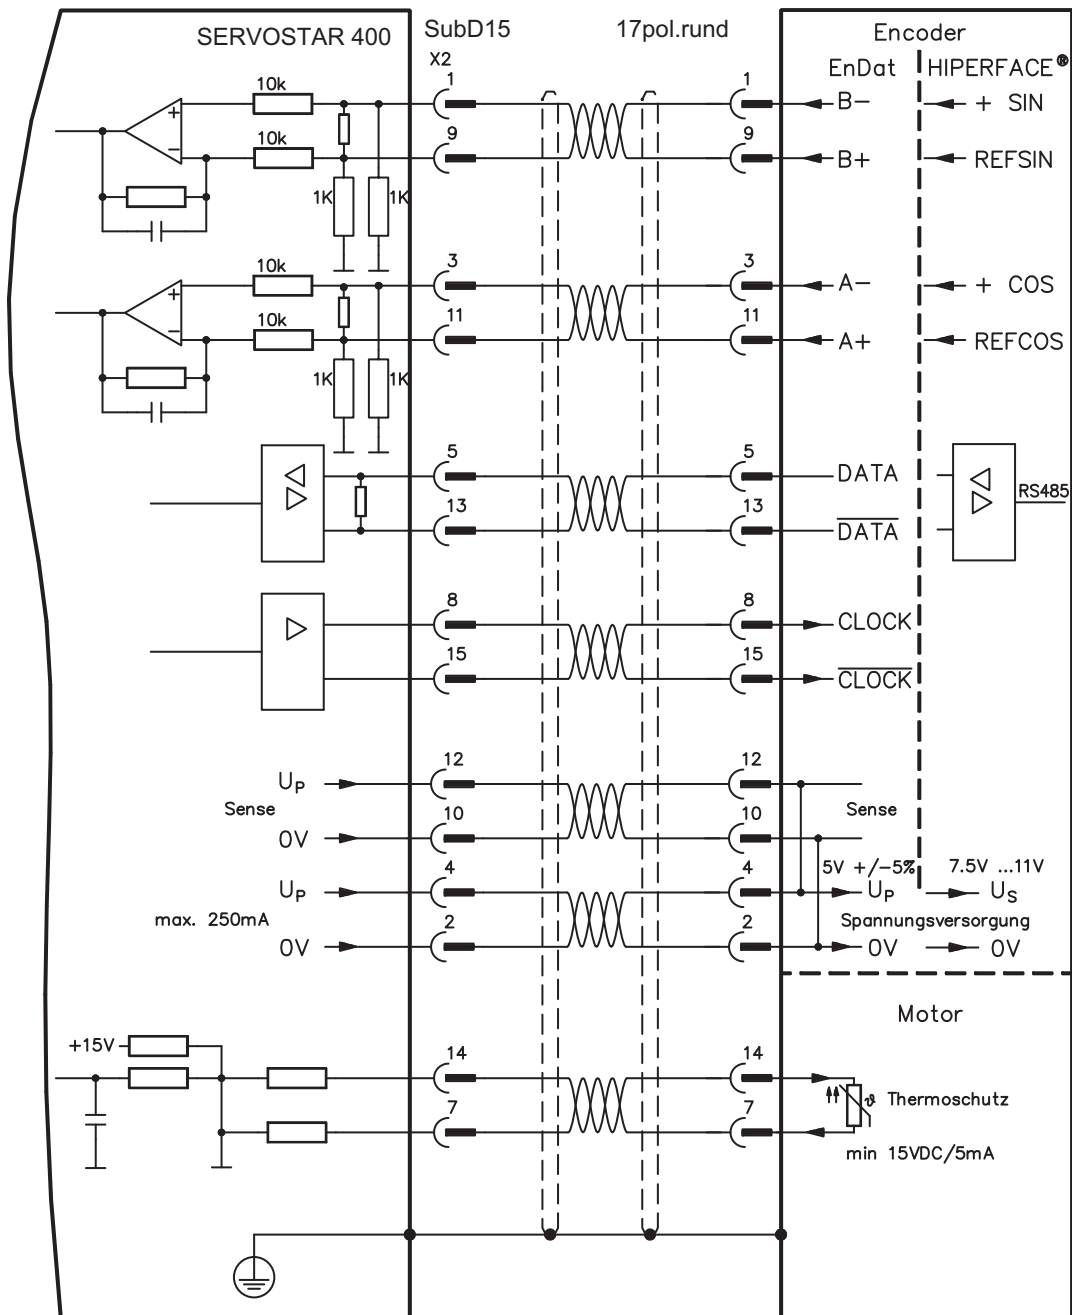 SERVOSTAR 400 SubD15 17pol.rund Encoder
X2 EnDat HIPERFACE®
10k 1 1 B- + SIN
10k 9 9 B+ REFSIN
1K 1K
10k 3 3 A- + COS
10k 11 11 A+ REFCOS
1K 1K
5 5 DATA
RS485
13 13 DATA
8 8 CLOCK
15 15 CLOCK
UP 12 12
Sense Sense
0V 10 10
5V +/-5% 7.5V ...11V
UP 4 4 UP US
max. 250mA Spannungsversorgung
0V 2 2 0V 0V
Motor
+15V
14 14
ϑ Thermoschutz
7 7
min 15VDC/5mA